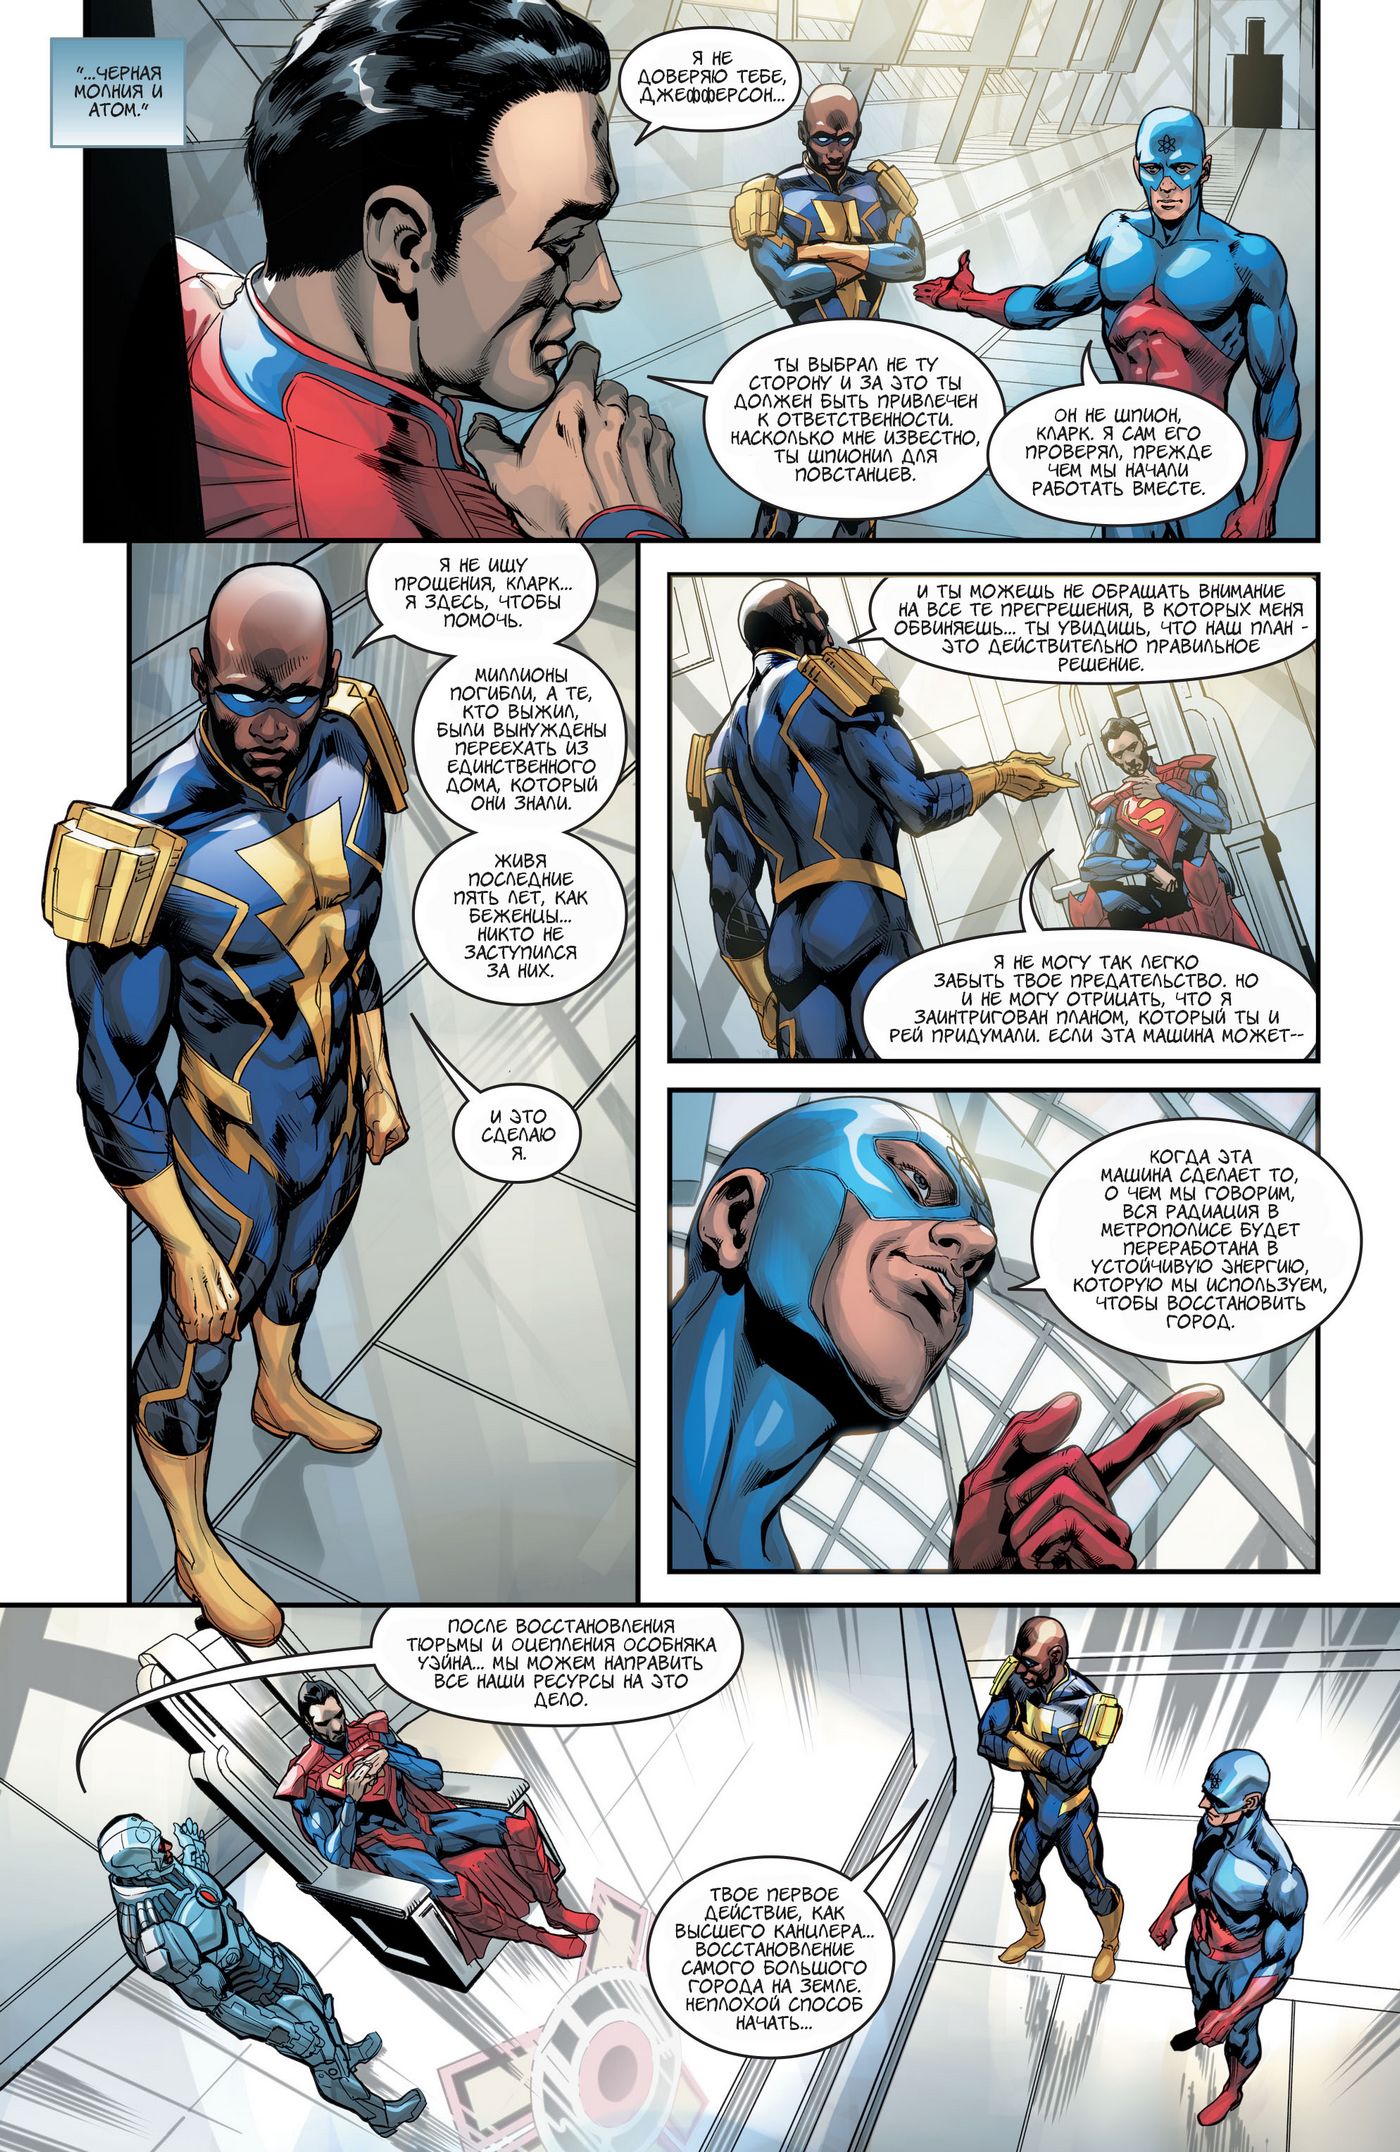 "...ЧЕРНАЯ
МОЛНИЯ И
АТОМ."
Я НЕ
ДОВЕРЯЮ ТЕБЕ,
ДЖЕФФЕРСОН...
ТЫ ВЫБРАЛ НЕ ТУ
СТОРОНУ И ЗА ЭТО ТЫ
ДОЛЖЕН БЫТЬ ПРИВЛЕЧЕН
К ОТВЕТСТВЕННОСТИ.
НАСКОЛЬКО МНЕ ИЗВЕСТНО,
ТЫ ШПИОНИЛ ДЛЯ
ПОВСТАНЦЕВ.
ОН НЕ ШПИОН,
КЛАРК. Я САМ ЕГО
ПРОВЕРЯЛ, ПРЕЖДЕ
ЧЕМ МЫ НАЧАЛИ
РАБОТАТЬ ВМЕСТЕ.
Я НЕ ИЩУ
ПРОЩЕНИЯ, КЛАРК...
Я ЗДЕСЬ, ЧТОБЫ
ПОМОЧЬ.
МИЛЛИОНЫ
ПОГИБЛИ, А ТЕ,
КТО ВЫЖИЛ,
БЫЛИ ВЫНУЖДЕНЫ
ПЕРЕЕХАТЬ ИЗ
ЕДИНСТВЕННОГО
ДОМА, КОТОРЫЙ
ОНИ ЗНАЛИ.
ЖИВЯ
ПОСЛЕДНИЕ
ПЯТЬ ЛЕТ, КАК
БЕЖЕНЦЫ...
НИКТО НЕ
ЗАСТУПИЛСЯ
ЗА НИХ.
И ЭТО
СДЕЛАЮ
Я.
И ТЫ МОЖЕШЬ НЕ ОБРАЩАТЬ ВНИМАНИЕ
НА ВСЕ ТЕ ПРЕГРЕШЕНИЯ, В КОТОРЫХ МЕНЯ
ОБВИНЯЕШЬ... ТЫ УВИДИШЬ, ЧТО НАШ ПЛАН -
ЭТО ДЕЙСТВИТЕЛЬНО ПРАВИЛЬНОЕ
РЕШЕНИЕ.
Я НЕ МОГУ ТАК ЛЕГКО
ЗАБЫТЬ ТВОЕ ПРЕДАТЕЛЬСТВО. НО
И НЕ МОГУ ОТРИЦАТЬ, ЧТО Я
ЗАИНТРИГОВАН ПЛАНОМ, КОТОРЫЙ ТЫ И
РЕЙ ПРИДУМАЛИ. ЕСЛИ ЭТА МАШИНА МОЖЕТ--
КОГДА ЭТА
МАШИНА СДЕЛАЕТ ТО,
О ЧЕМ МЫ ГОВОРИМ,
ВСЯ РАДИАЦИЯ В
МЕТРОПОЛИСЕ БУДЕТ
ПЕРЕРАБОТАНА В
УСТОЙЧИВУЮ ЭНЕРГИЮ,
КОТОРУЮ МЫ ИСПОЛЬЗУЕМ,
ЧТОБЫ ВОССТАНОВИТЬ
ГОРОД.
ПОСЛЕ ВОССТАНОВЛЕНИЯ
ТЮРЬМЫ И ОЦЕПЛЕНИЯ ОСОБНЯКА
УЭЙНА... МЫ МОЖЕМ НАПРАВИТЬ
ВСЕ НАШИ РЕСУРСЫ НА ЭТО
ДЕЛО.
ТВОЕ ПЕРВОЕ
ДЕЙСТВИЕ, КАК
ВЫСШЕГО КАНЦЛЕРА...
ВОССТАНОВЛЕНИЕ
САМОГО БОЛЬШОГО
ГОРОДА НА ЗЕМЛЕ.
НЕПЛОХОЙ СПОСОБ
НАЧАТЬ...